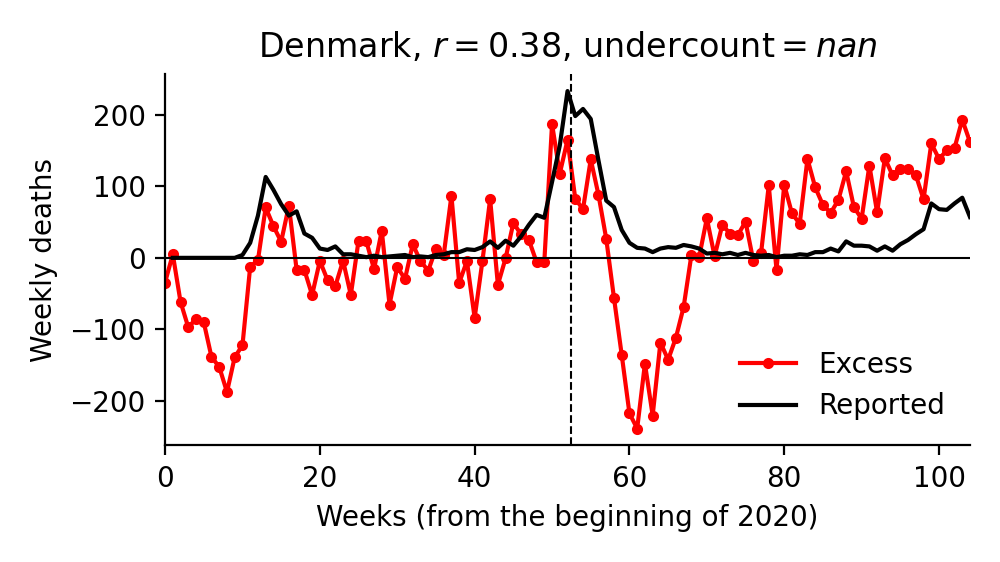 Denmark, r = 0.38, undercount = nan
Weekly deaths
200
100
0
−100
−200
Excess
Reported
0 20 40 60 80 100
Weeks (from the beginning of 2020)